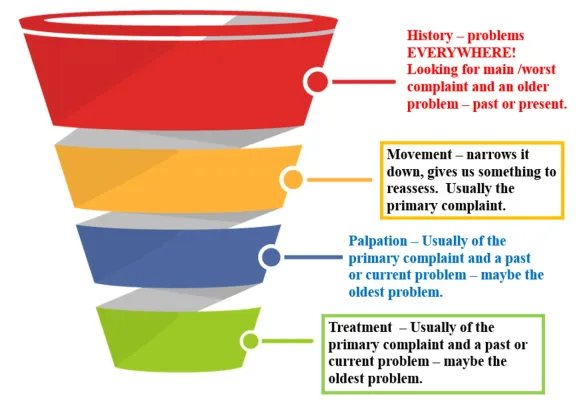 History – problems
EVERYWHERE!
Looking for main /worst
complaint and an older
problem – past or present.
Movement – narrows it
down, gives us something to
reassess.  Usually the
primary complaint.
Palpation – Usually of the
primary complaint and a past
or current problem – maybe the
oldest problem.
Treatment  – Usually of the
primary complaint and a past or
current problem – maybe the
oldest problem.